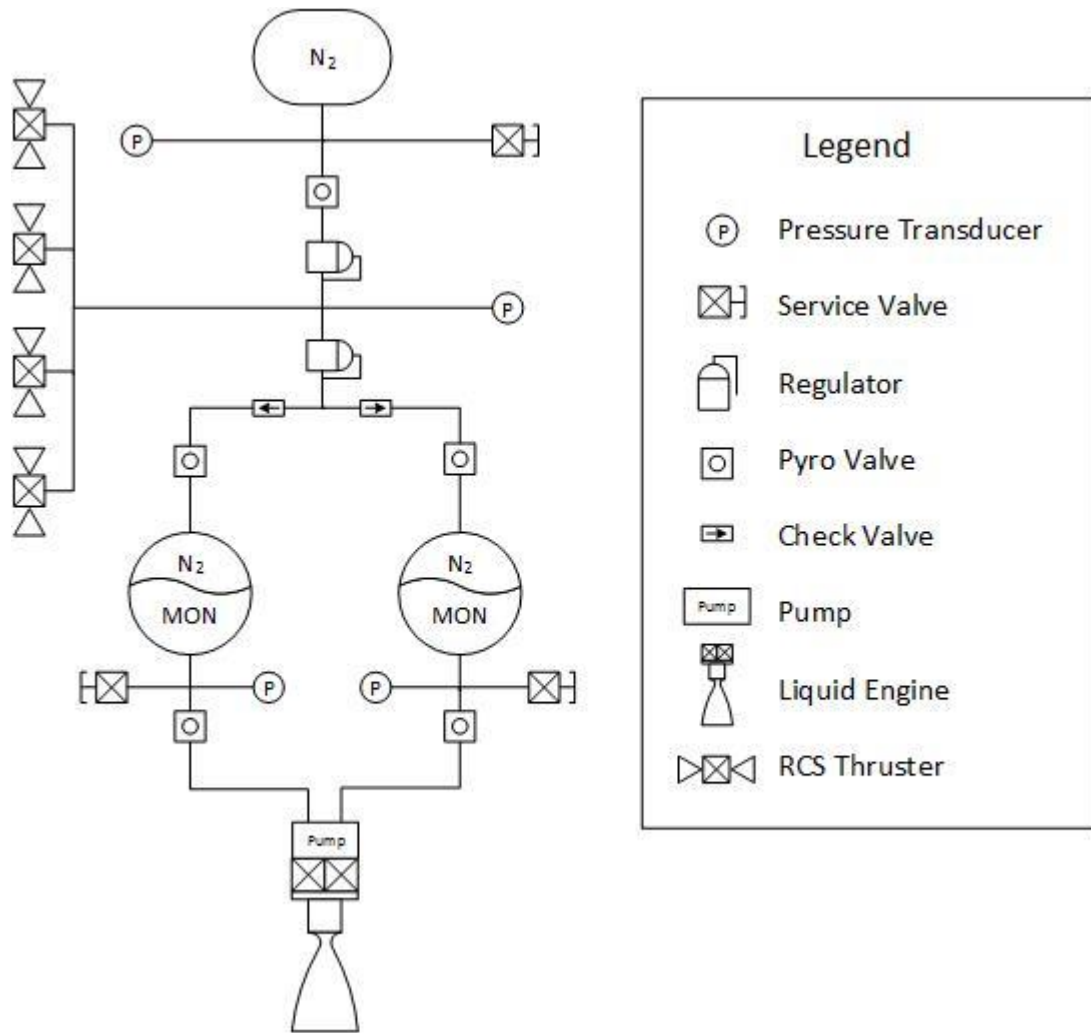 N₂
P
P
N₂
MON
N₂
MON
P
P
Pump
Legend
P Pressure Transducer
Service Valve
Regulator
Pyro Valve
Check Valve
Pump Pump
Liquid Engine
RCS Thruster